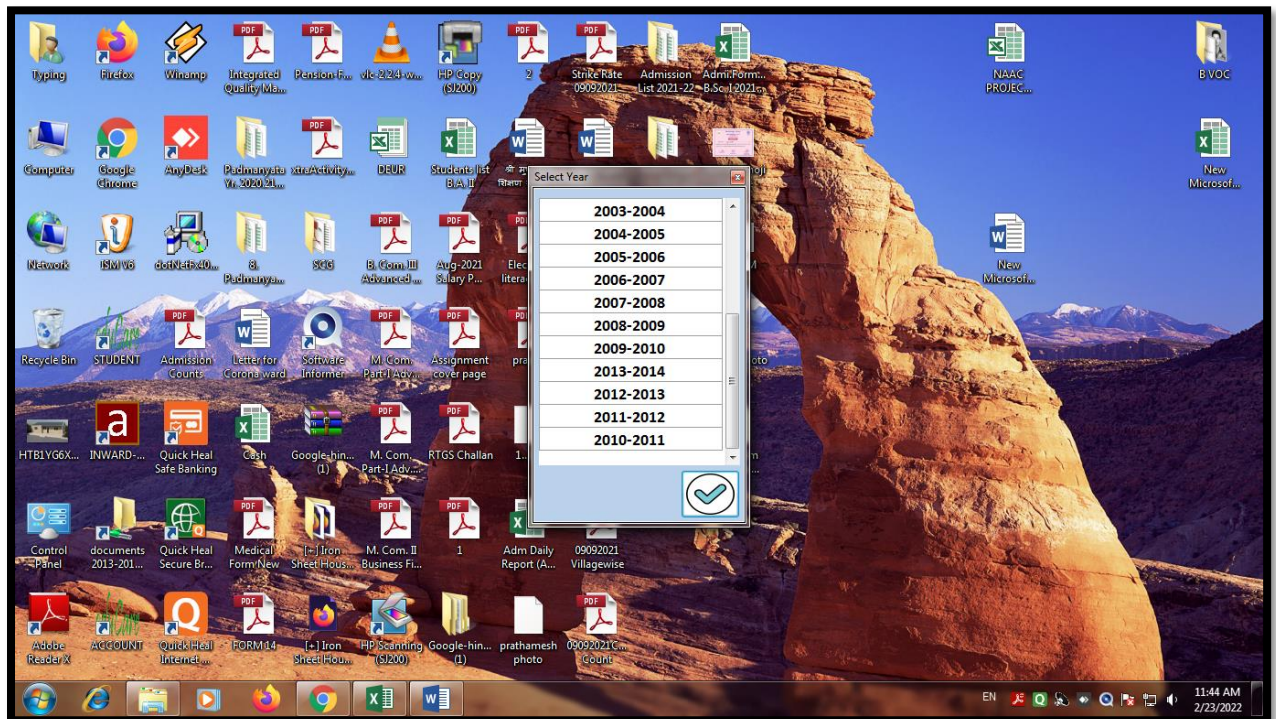 Typing
Firefox
Winamp
Integrated Quality Ma...
Pension-F...
vlc-2.2.4-w...
HP Copy (SJ200)
2
Strike Rate 09092021
Admission List 2021-22
Admi.Form... B.Sc. I 2021-...
NAAC PROJEC...
B VOC
Computer
Google Chrome
AnyDesk
Padmanyata Yr. 2020.21...
xtraActivity...
DEUR
Students list B.A. II
New Microsof...
Network
ISM V6
dotNetFx40...
8. Padmanya...
SCG
B. Com III Advanced ...
Aug-2021 Salary P...
New Microsof...
Recycle Bin
STUDENT
Admission Counts
Letter for Corona ward
Software Informer
M. Com. Part-I Adv...
Assignment cover page
HTB1YG6X...
INWARD-...
Quick Heal Safe Banking
Cash
Google-hin... (1)
M. Com. Part-I Adv....
RTGS Challan
Control Panel
documents 2013-201...
Quick Heal Secure Br...
Medical Form New
[+] Iron Sheet Hous...
M. Com. II Business Fi...
1
Adm Daily Report (A...
09092021 Villagewise
Adobe Reader X
ACCOUNT
Quick Heal Internet ...
FORM 14
[+] Iron Sheet Hou...
HP Scanning (SJ200)
Google-hin... (1)
prathamesh photo
09092021C... Count
Select Year
2003-2004
2004-2005
2005-2006
2006-2007
2007-2008
2008-2009
2009-2010
2013-2014
2012-2013
2011-2012
2010-2011
EN
11:44 AM
2/23/2022